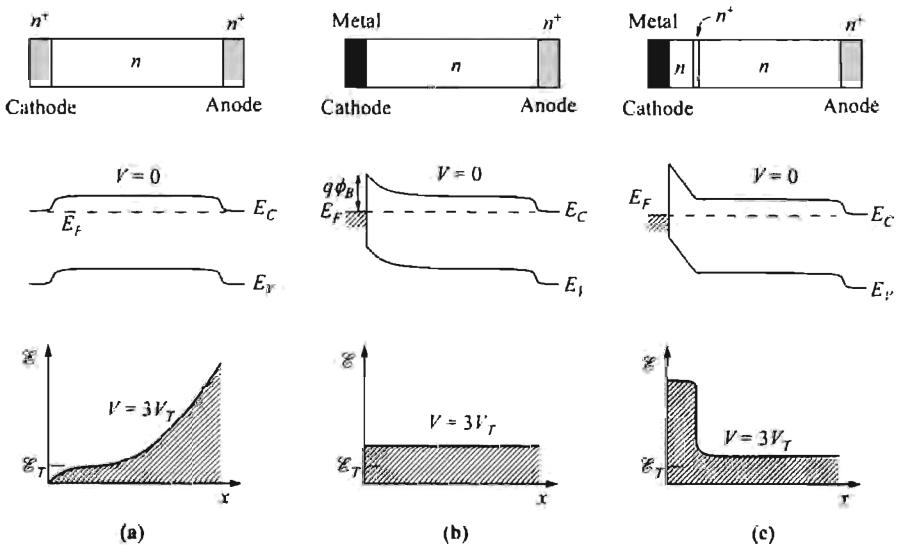 n⁺ n⁺
n
Cathode Anode
V = 0
E_F E_C
E_V
ℰ
V = 3V_T
ℰ_T
x
(a)
Metal n⁺
n
Cathode Anode
qϕ_B V = 0
E_F E_C
E_V
ℰ
V = 3V_T
ℰ_T
x
(b)
Metal n⁺ n⁺
n n
Cathode Anode
V = 0
E_F E_C
E_V
ℰ
V = 3V_T
ℰ_T
x
(c)